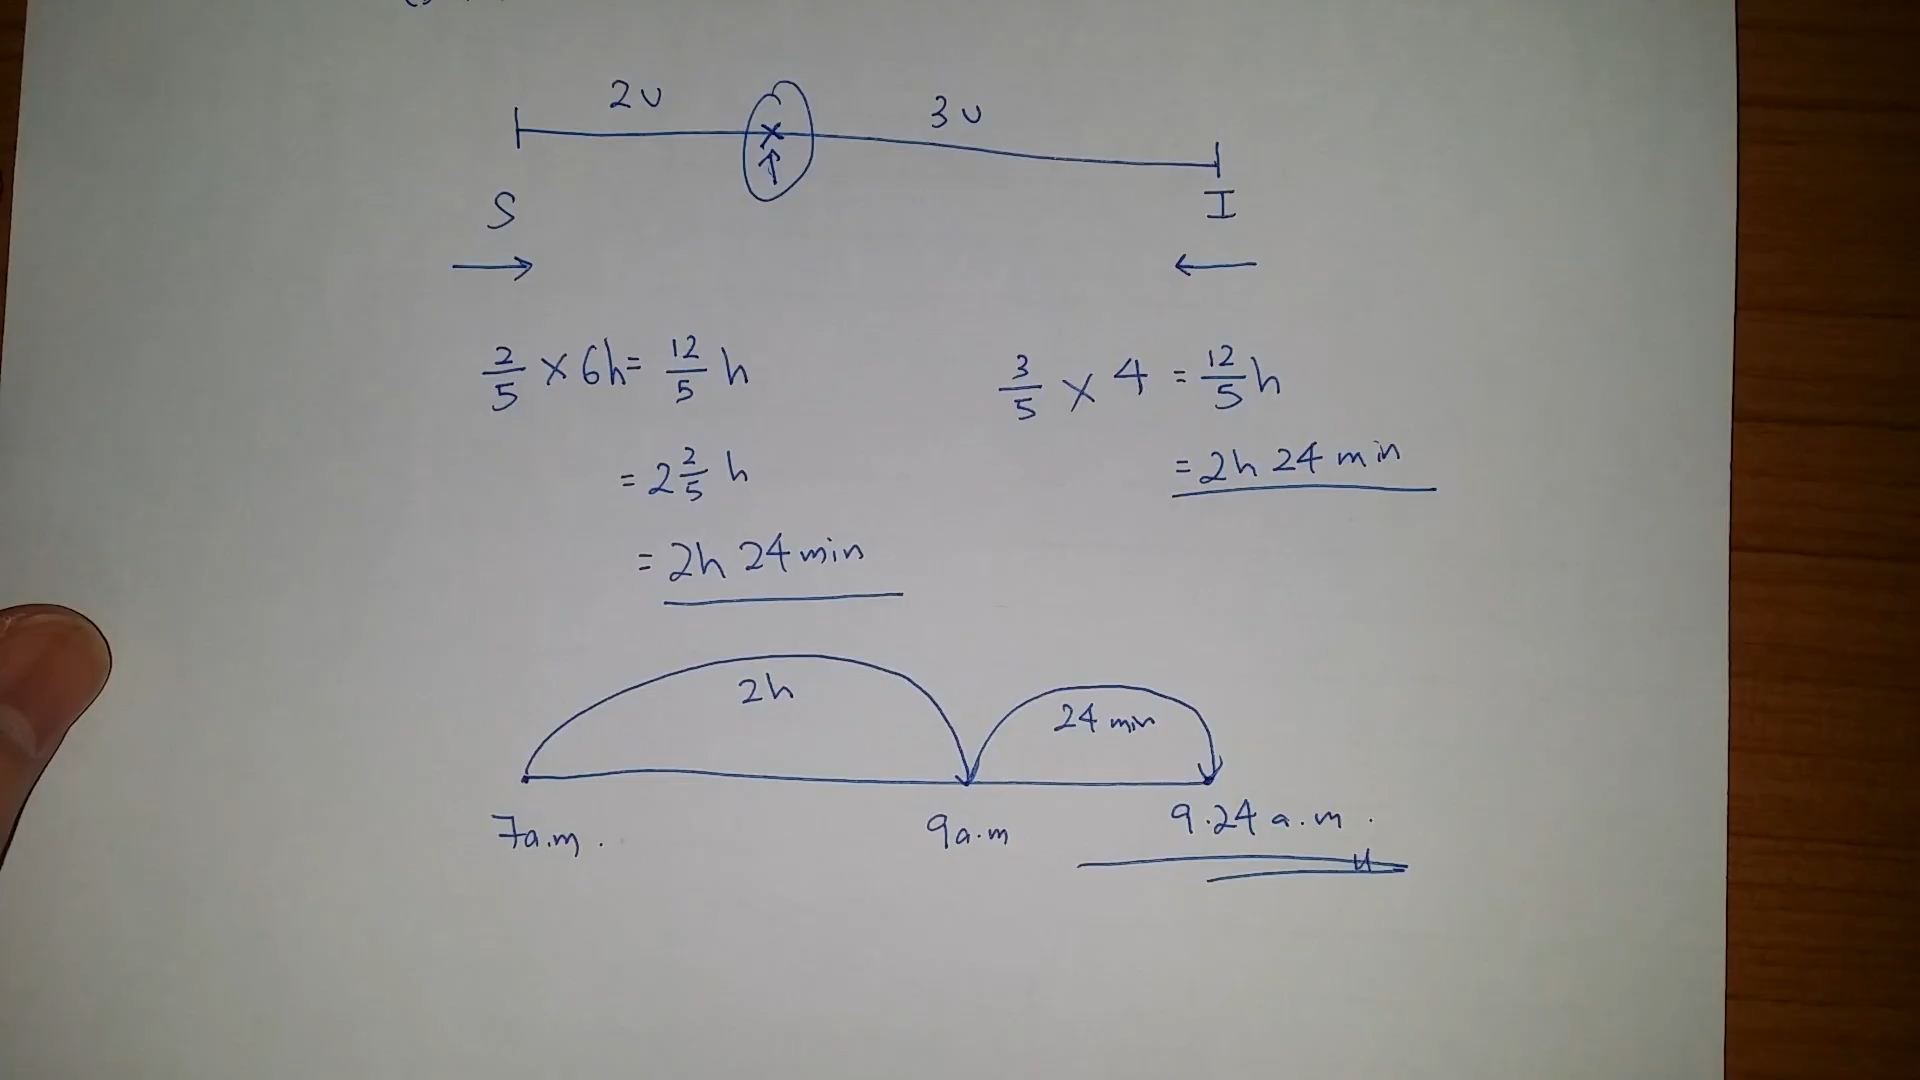 2u 3u
S I
2/5 × 6h = 12/5 h
= 2 2/5 h
= 2h 24 min
3/5 × 4 = 12/5 h
= 2h 24 min
2h 24 min
7a.m. 9a.m 9.24 a.m.